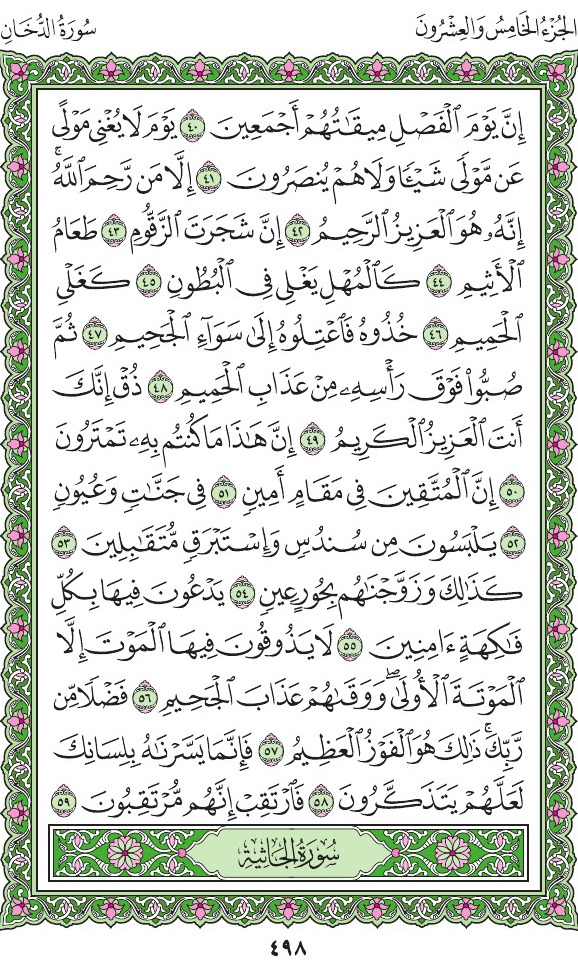 سُورَةُ الدُّخَانِ
الجُزْءُ الخَامِسُ وَالعِشْرُونَ
إِنَّ يَوْمَ ٱلْفَصْلِ مِيقَـٰتُهُمْ أَجْمَعِينَ ٤٠ يَوْمَ لَا يُغْنِى مَوْلًى
عَن مَّوْلًى شَيْـًٔا وَلَا هُمْ يُنصَرُونَ ٤١ إِلَّا مَن رَّحِمَ ٱللَّهُ ۚ
إِنَّهُۥ هُوَ ٱلْعَزِيزُ ٱلرَّحِيمُ ٤٢ إِنَّ شَجَرَتَ ٱلزَّقُّومِ ٤٣ طَعَامُ
ٱلْأَثِيمِ ٤٤ كَٱلْمُهْلِ يَغْلِى فِى ٱلْبُطُونِ ٤٥ كَغَلْىِ
ٱلْحَمِيمِ ٤٦ خُذُوهُ فَٱعْتِلُوهُ إِلَىٰ سَوَآءِ ٱلْجَحِيمِ ٤٧ ثُمَّ
صُبُّوا۟ فَوْقَ رَأْسِهِۦ مِنْ عَذَابِ ٱلْحَمِيمِ ٤٨ ذُقْ إِنَّكَ
أَنتَ ٱلْعَزِيزُ ٱلْكَرِيمُ ٤٩ إِنَّ هَـٰذَا مَا كُنتُم بِهِۦ تَمْتَرُونَ
٥٠ إِنَّ ٱلْمُتَّقِينَ فِى مَقَامٍ أَمِينٍ ٥١ فِى جَنَّـٰتٍ وَعُيُونٍ
٥٢ يَلْبَسُونَ مِن سُندُسٍ وَإِسْتَبْرَقٍ مُّتَقَـٰبِلِينَ ٥٣
كَذَٰلِكَ وَزَوَّجْنَـٰهُم بِحُورٍ عِينٍ ٥٤ يَدْعُونَ فِيهَا بِكُلِّ
فَـٰكِهَةٍ ءَامِنِينَ ٥٥ لَا يَذُوقُونَ فِيهَا ٱلْمَوْتَ إِلَّا
ٱلْمَوْتَةَ ٱلْأُولَىٰ ۖ وَوَقَىٰهُمْ عَذَابَ ٱلْجَحِيمِ ٥٦ فَضْلًا مِّن
رَّبِّكَ ۚ ذَٰلِكَ هُوَ ٱلْفَوْزُ ٱلْعَظِيمُ ٥٧ فَإِنَّمَا يَسَّرْنَـٰهُ بِلِسَانِكَ
لَعَلَّهُمْ يَتَذَكَّرُونَ ٥٨ فَٱرْتَقِبْ إِنَّهُم مُّرْتَقِبُونَ ٥٩
سُورَةُ الجَاثِيَةِ
٤٩٨